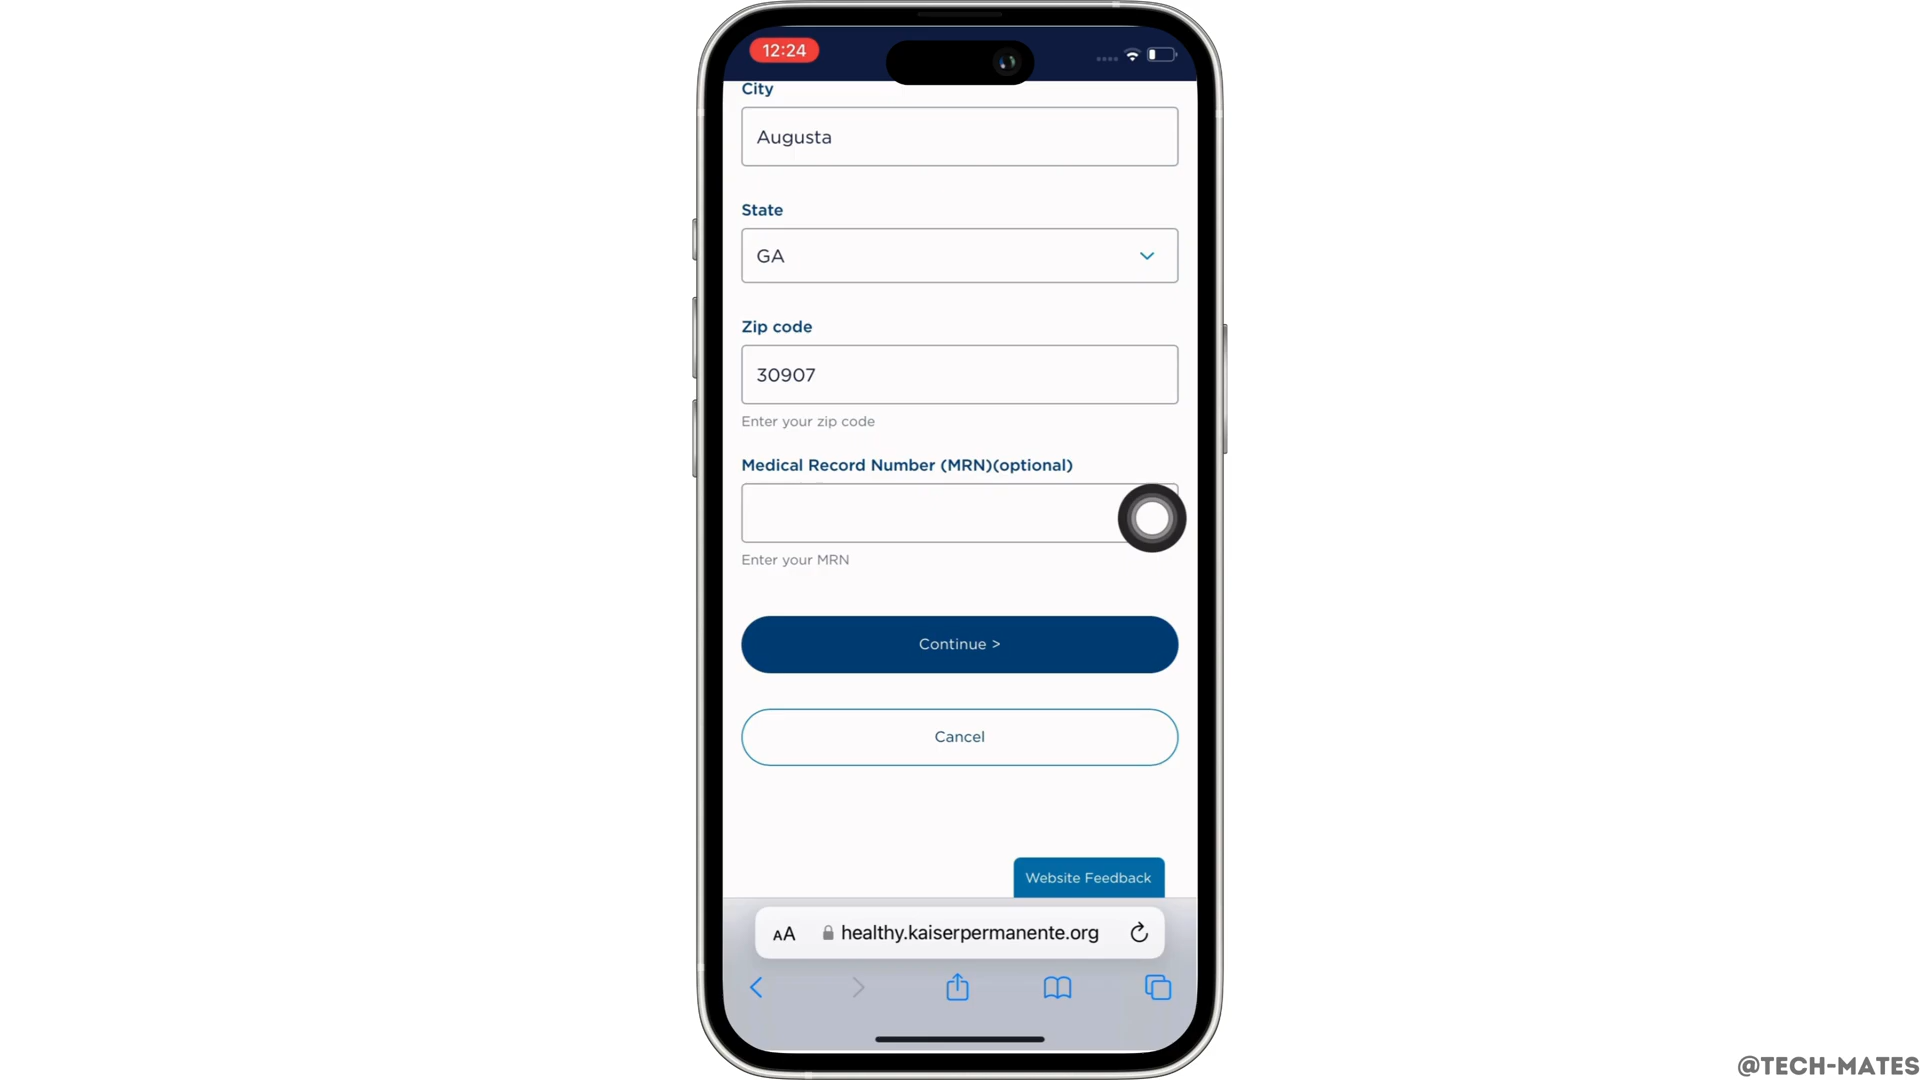 12:24
City
Augusta
State
GA
Zip code
30907
Enter your zip code
Medical Record Number (MRN)(optional)
Enter your MRN
Continue >
Cancel
Website Feedback
AA healthy.kaiserpermanente.org
@TECH-MATES